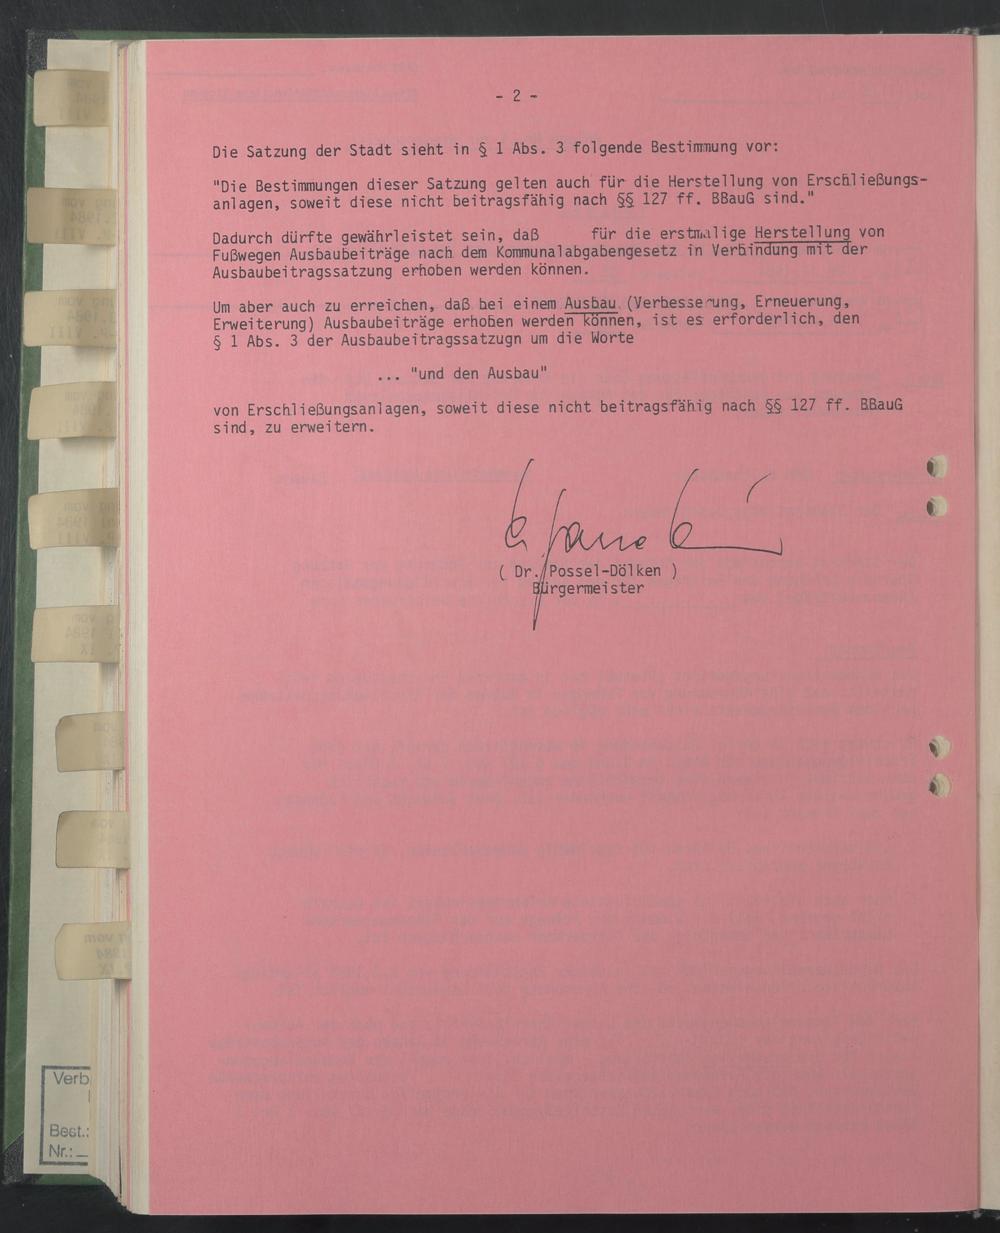 - 2 -
Die Satzung der Stadt sieht in § 1 Abs. 3 folgende Bestimmung vor:
"Die Bestimmungen dieser Satzung gelten auch für die Herstellung von Erschließungs-
anlagen, soweit diese nicht beitragsfähig nach §§ 127 ff. BBauG sind."
Dadurch dürfte gewährleistet sein, daß für die erstmalige Herstellung von
Fußwegen Ausbaubeiträge nach dem Kommunalabgabengesetz in Verbindung mit der
Ausbaubeitragssatzung erhoben werden können.
Um aber auch zu erreichen, daß bei einem Ausbau (Verbesserung, Erneuerung,
Erweiterung) Ausbaubeiträge erhoben werden können, ist es erforderlich, den
§ 1 Abs. 3 der Ausbaubeitragssatzugn um die Worte
... "und den Ausbau"
von Erschließungsanlagen, soweit diese nicht beitragsfähig nach §§ 127 ff. BBauG
sind, zu erweitern.
( Dr. Possel-Dölken )
Bürgermeister
Verb
Best.:
Nr.: